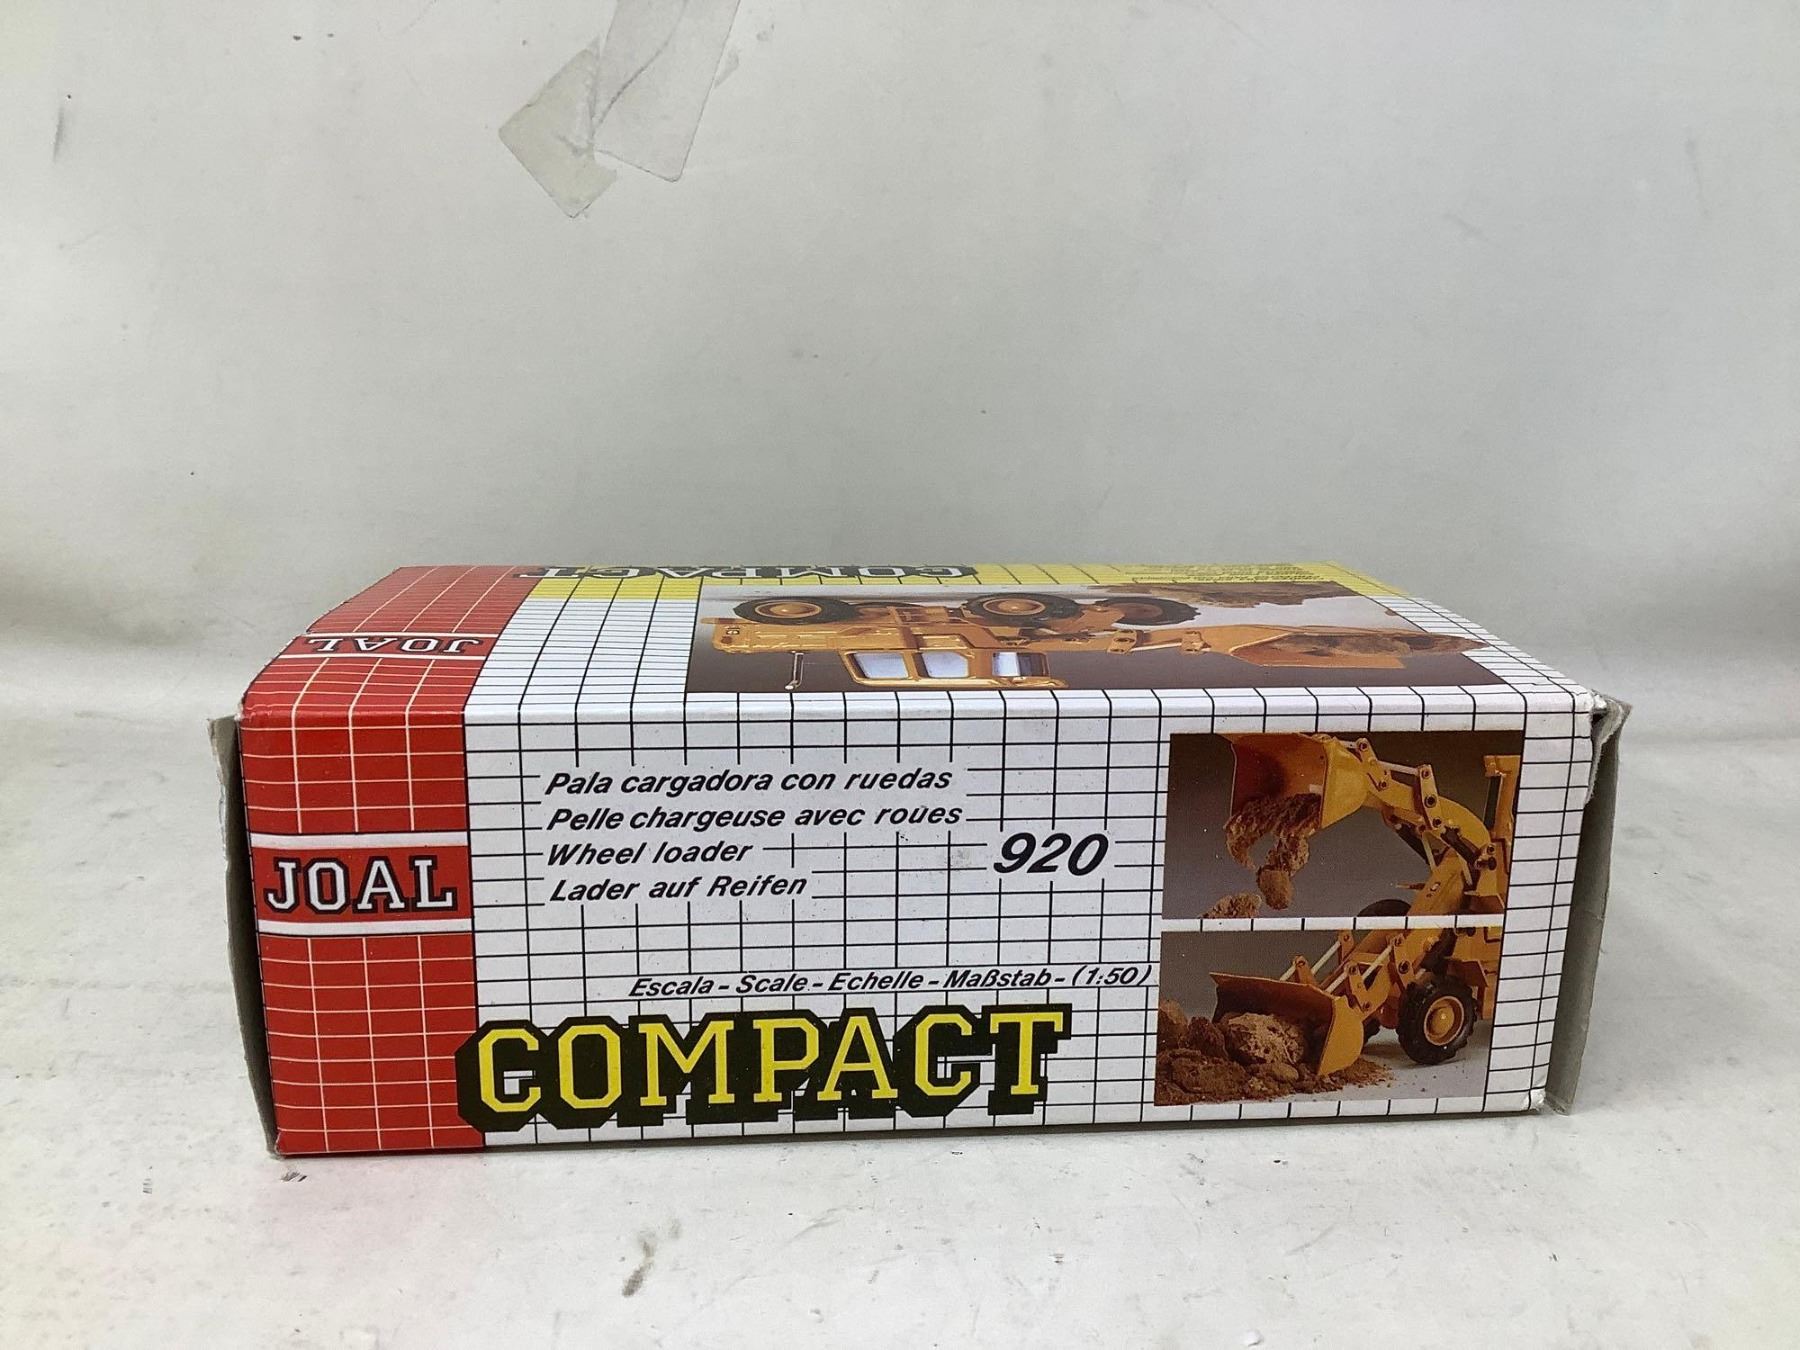 COMPACT
JOAL
Pala cargadora con ruedas
Pelle chargeuse avec roues
Wheel loader
Lader auf Reifen
920
JOAL
Escala - Scale - Echelle - Maßstab - (1:50)
COMPACT